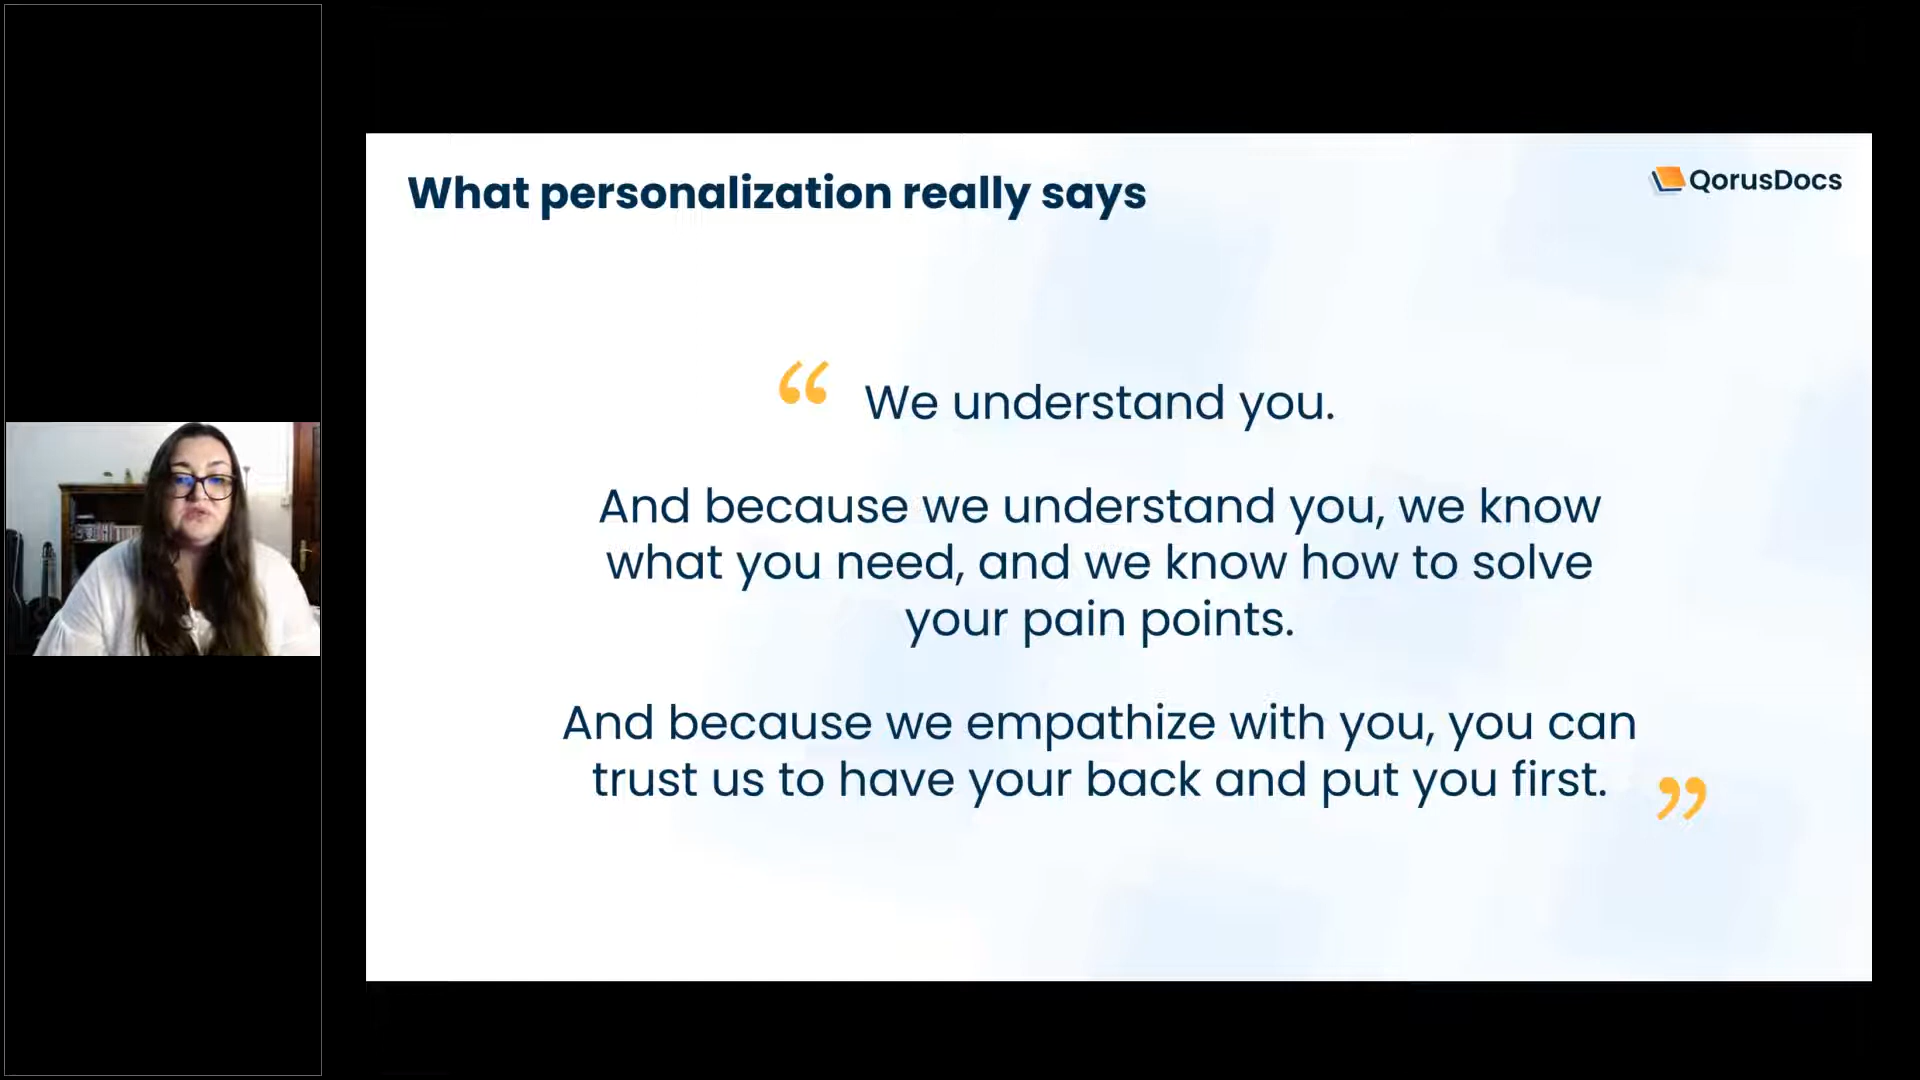 What personalization really says
QorusDocs
“ We understand you.
And because we understand you, we know
what you need, and we know how to solve
your pain points.
And because we empathize with you, you can
trust us to have your back and put you first. ”